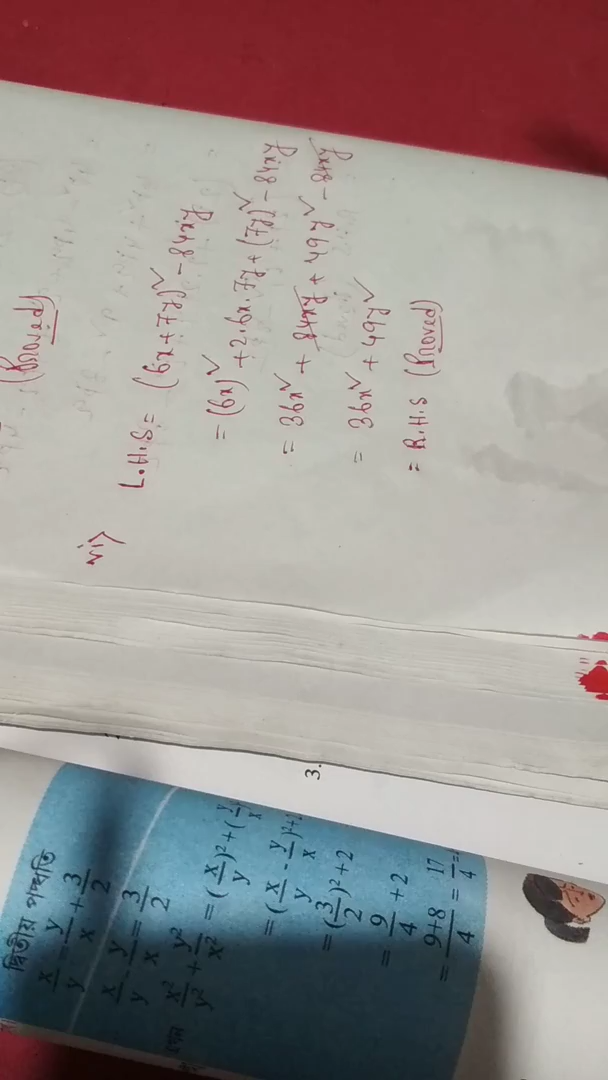 (Proved)
vi) L.H.S = (6x+7y)² - 84xy
= (6x)² + 2.6x.7y + (7y)² - 84xy
= 36x² + 84xy + 49y² - 84xy
= 36x² + 49y²
= R.H.S (Proved)
দ্বিতীয় পদ্ধতি
x/y = y/x + 3/2
x/y - y/x = 3/2
x²/y² + y²/x² = (x/y)² + (y/x
= (x/y - y/x)² + 2
= (3/2)² + 2
= 9/4 + 2
= 9+8/4 = 17/4 =
3.